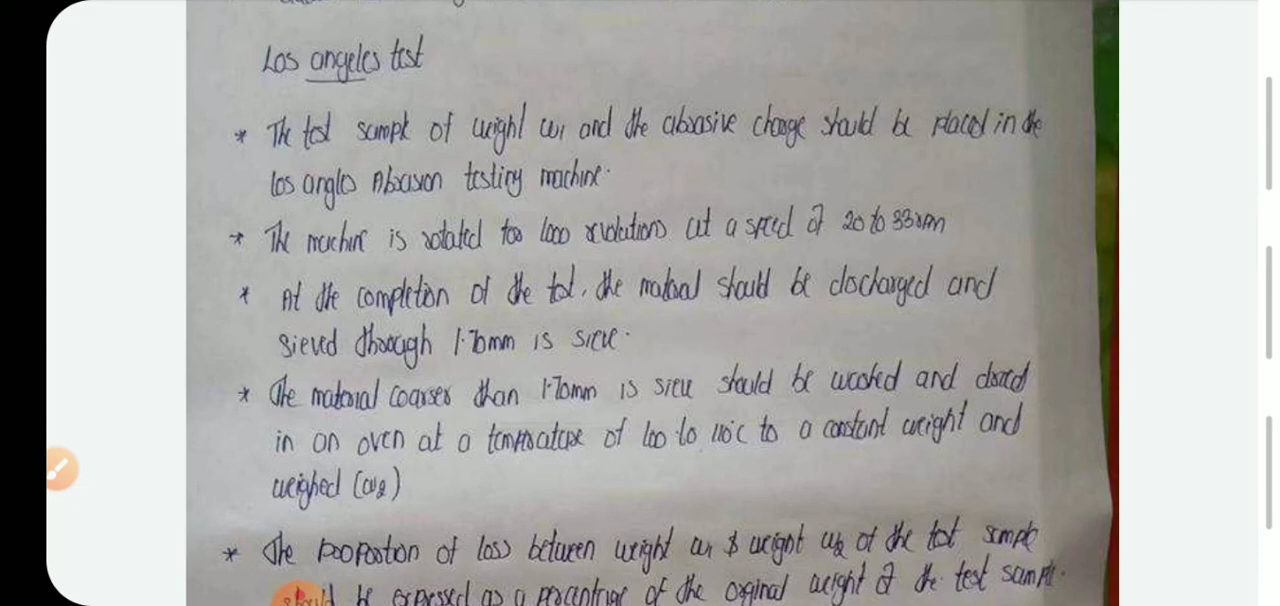 Los angeles test
* The test sample of weight w1 and the abrasive charge should be placed in the
Los angles Abrasion testing machine.
* The machine is rotated for 1000 revolutions at a speed of 20 to 33 rpm
* At the completion of the test, the material should be discharged and
sieved through 1.70mm is sieve.
* The material coarser than 1.70mm is sieve should be washed and dried
in an oven at a temperature of 100 to 110°c to a constant weight and
weighed (w2)
* The proportion of loss between weight w1 & weight w2 of the test sample
should be expressed as a percentage of the original weight of the test sample.